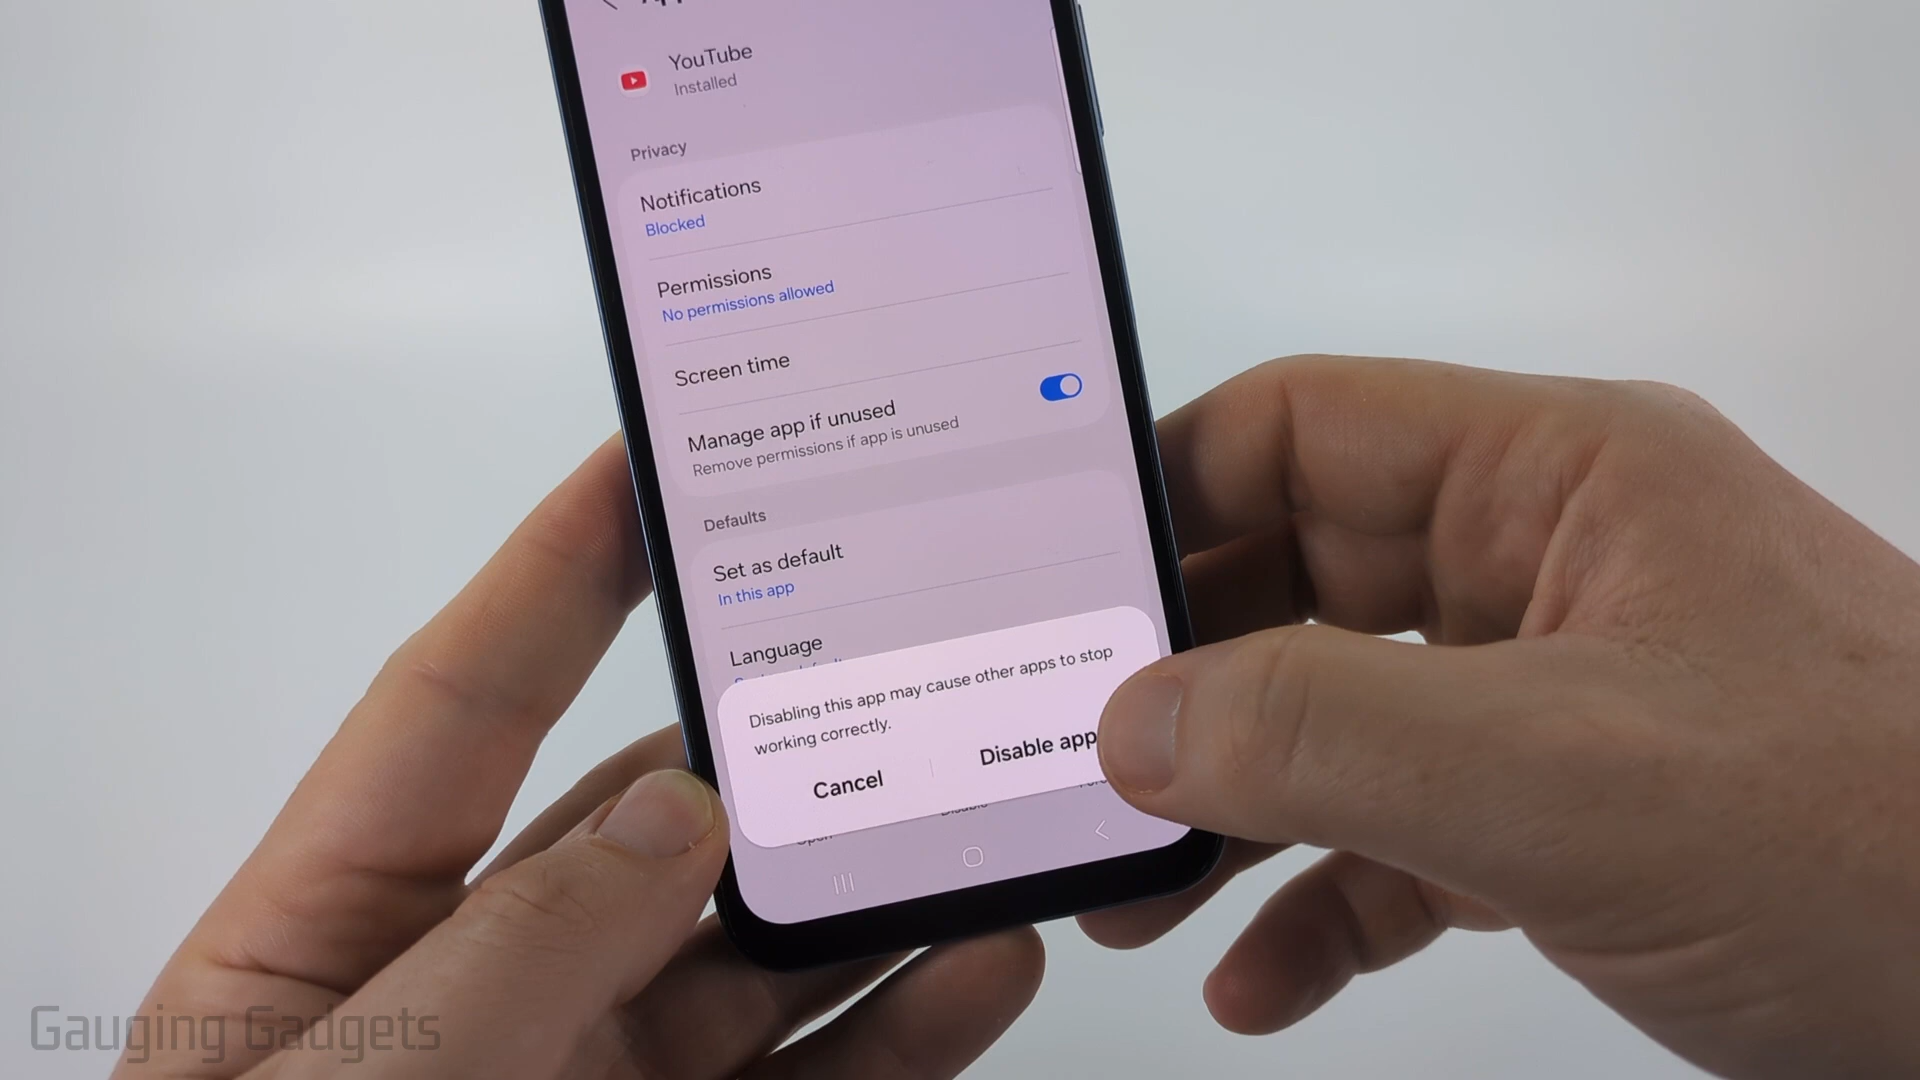 YouTube
Installed
Privacy
Notifications
Blocked
Permissions
No permissions allowed
Screen time
Manage app if unused
Remove permissions if app is unused
Defaults
Set as default
In this app
Language
Disabling this app may cause other apps to stop
working correctly.
Cancel
Disable app
Gauging Gadgets